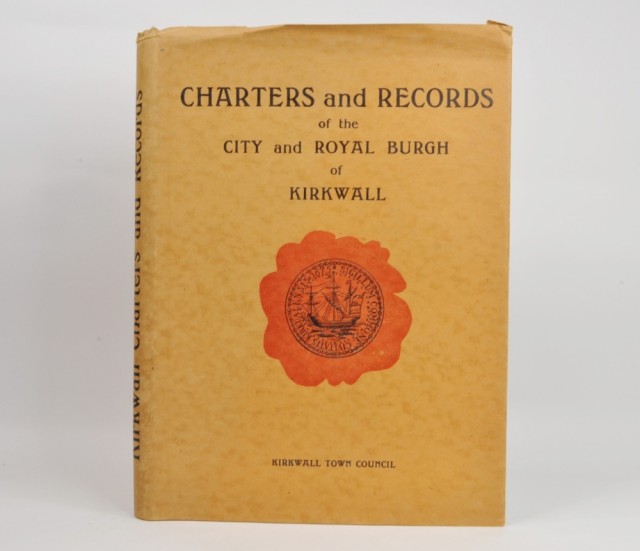 CHARTERS and RECORDS
of the
CITY and ROYAL BURGH
of
KIRKWALL
KIRKWALL TOWN COUNCIL
Kirkwall Charters and Records